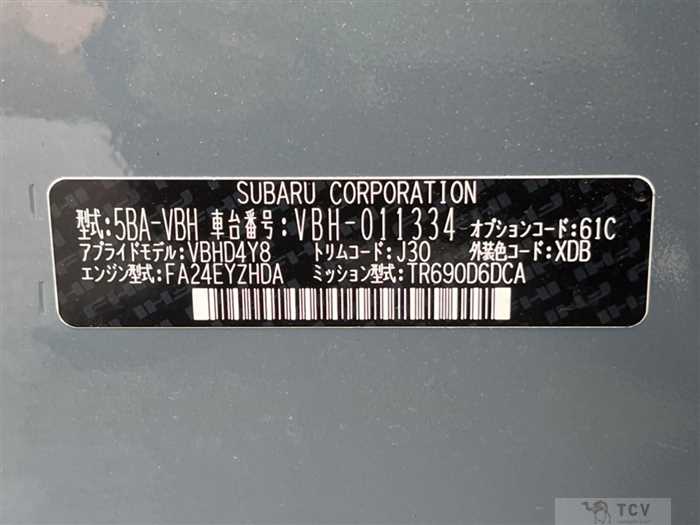 SUBARU CORPORATION
型式:5BA-VBH 車台番号:VBH-011334 オプションコード:61C
アプライドモデル:VBHD4Y8 トリムコード:J30 外装色コード:XDB
エンジン型式:FA24EYZHDA ミッション型式:TR690D6DCA
TCV